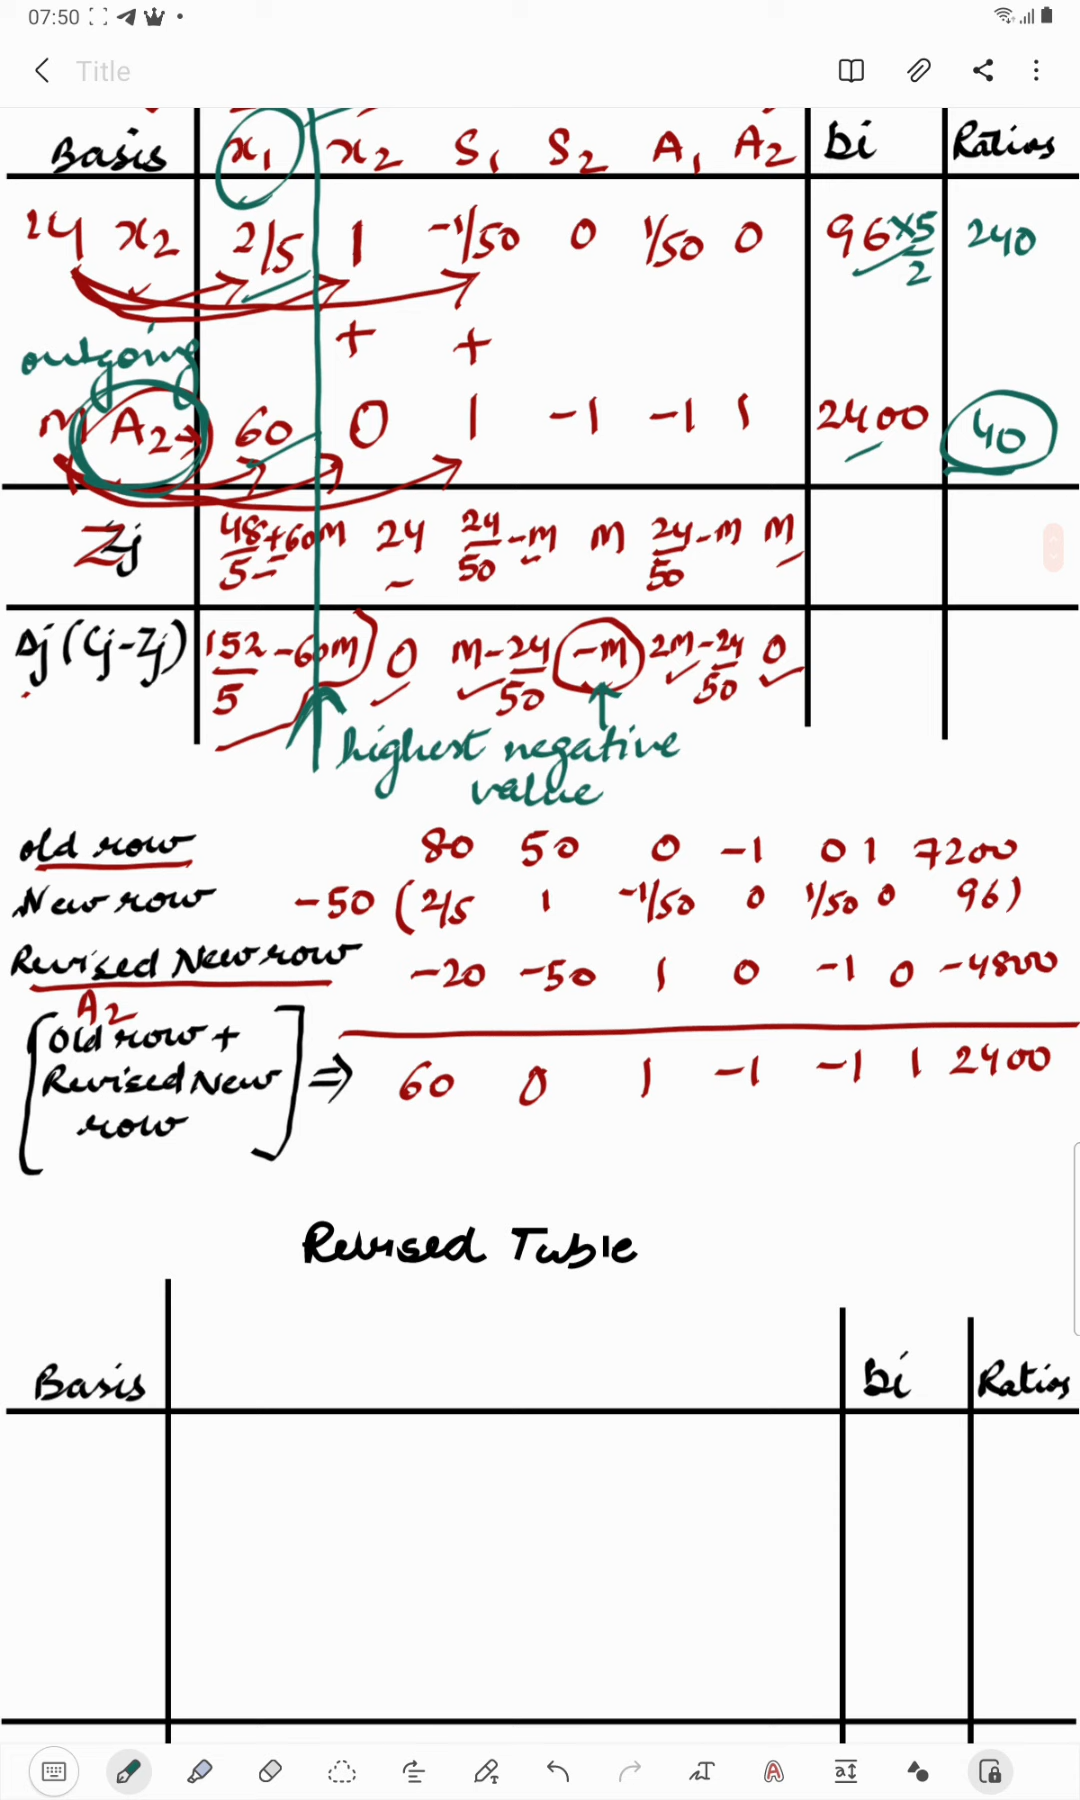 07:50
Title
Basis x₁ x₂ S₁ S₂ A₁ A₂ bi Ratios
24 x₂ 2/5 1 -1/50 0 1/50 0 96×5/2 240
+ +
outgoing
M A₂→ 60 0 1 -1 -1 1 2400 40
Zj 48/5+60M 24 24/50-M M 24/50-M M
Δj (Cj-Zj) 152/5-60M 0 M-24/50 -M 2M-24/50 0
highest negative
value
old row 80 50 0 -1 0 1 7200
New row -50 (2/5 1 -1/50 0 1/50 0 96)
Revised New row -20 -50 1 0 -1 0 -4800
A₂
[Old row +
Revised New
row] ⇒ 60 0 1 -1 -1 1 2400
Revised Table
Basis bi Ratios